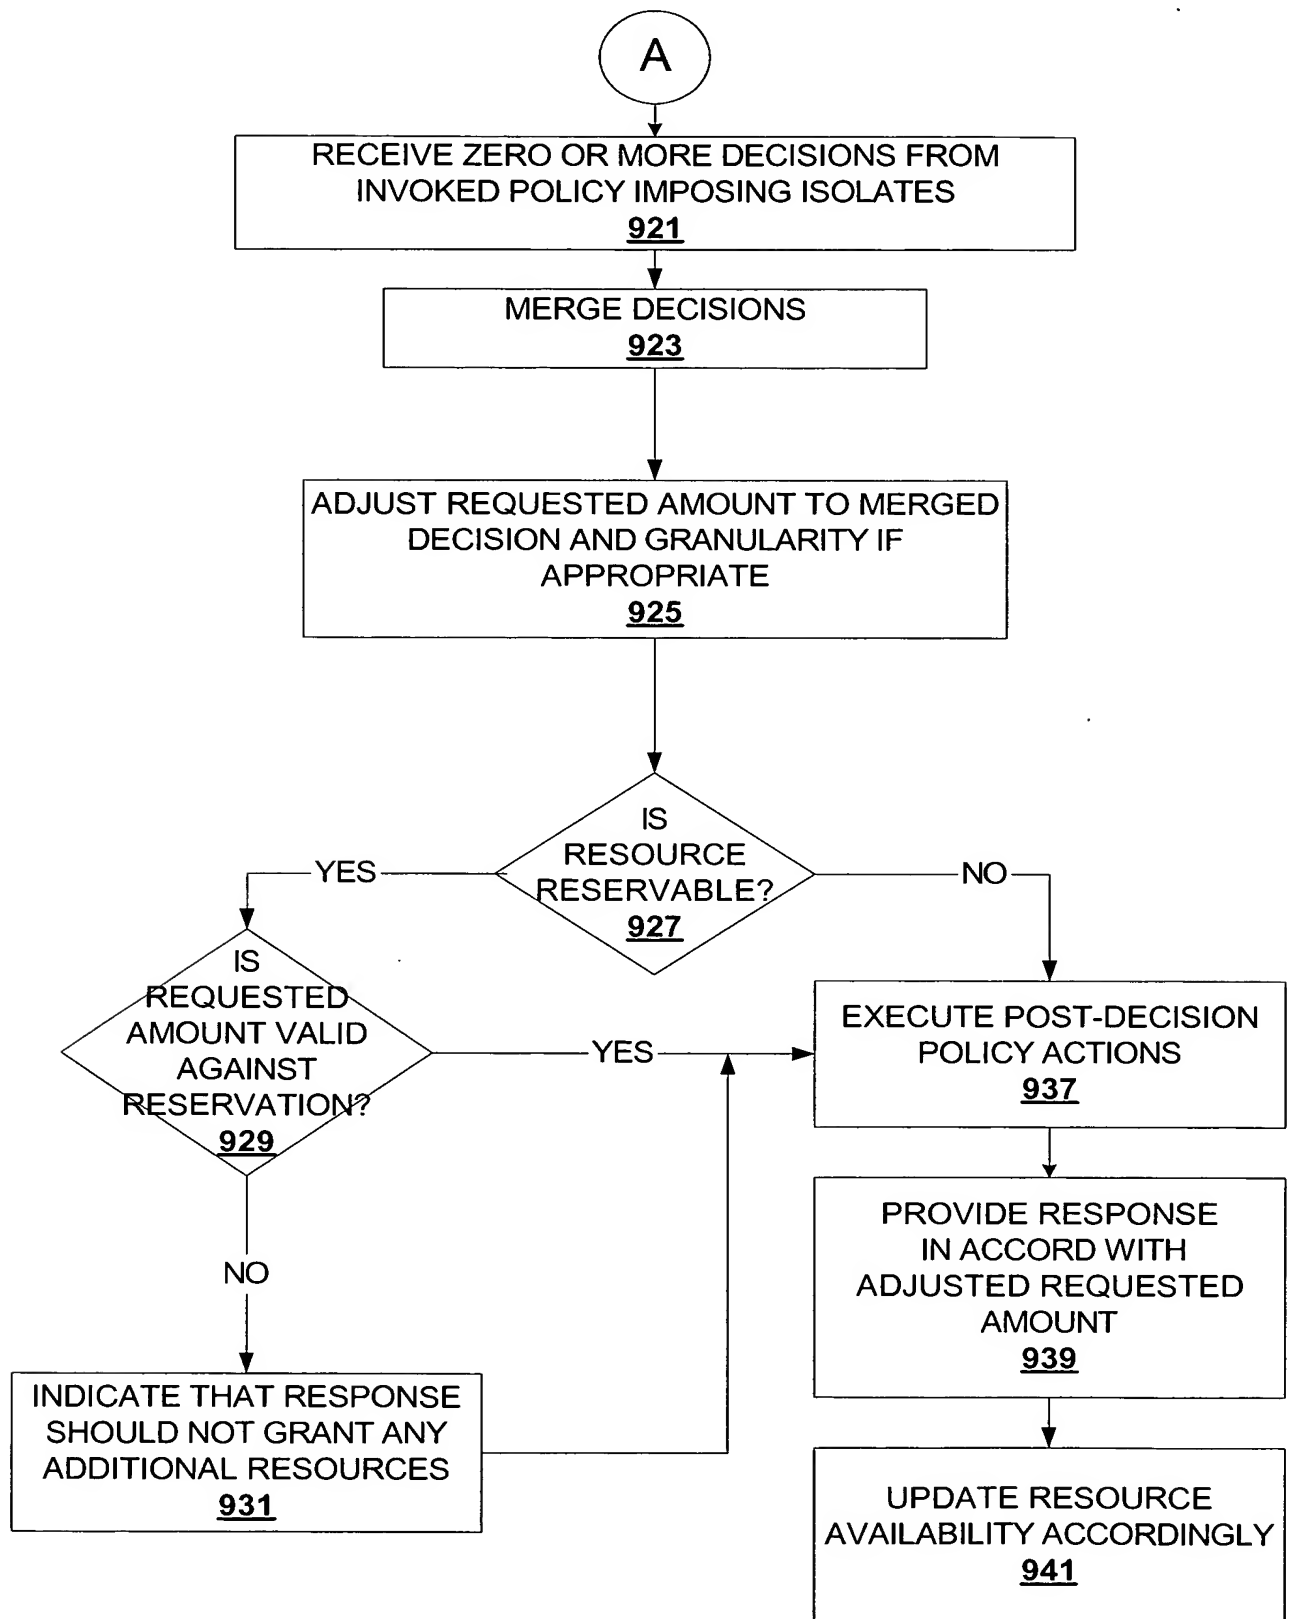 A
RECEIVE ZERO OR MORE DECISIONS FROM
INVOKED POLICY IMPOSING ISOLATES
921
MERGE DECISIONS
923
ADJUST REQUESTED AMOUNT TO MERGED
DECISION AND GRANULARITY IF
APPROPRIATE
925
IS
RESOURCE
RESERVABLE?
927
YES
NO
IS
REQUESTED
AMOUNT VALID
AGAINST
RESERVATION?
929
YES
NO
EXECUTE POST-DECISION
POLICY ACTIONS
937
PROVIDE RESPONSE
IN ACCORD WITH
ADJUSTED REQUESTED
AMOUNT
939
INDICATE THAT RESPONSE
SHOULD NOT GRANT ANY
ADDITIONAL RESOURCES
931
UPDATE RESOURCE
AVAILABILITY ACCORDINGLY
941